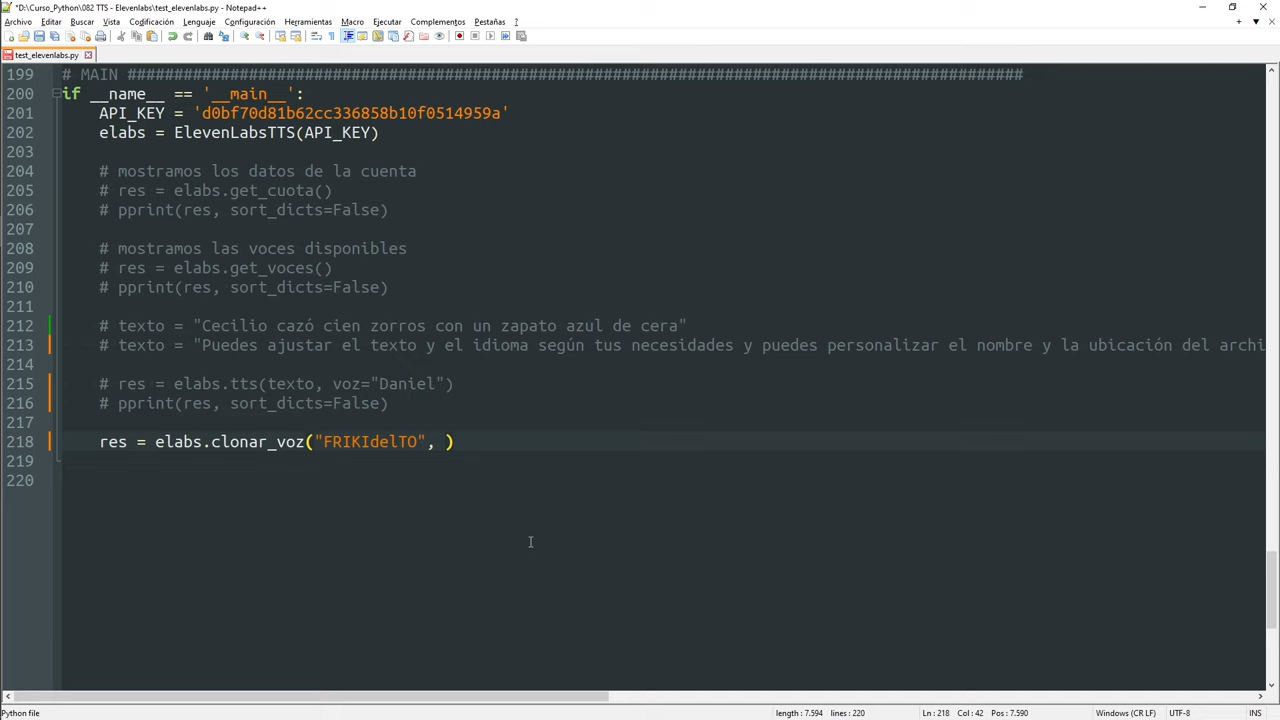 *D:\Curso_Python\082 TTS - Elevenlabs\test_elevenlabs.py - Notepad++
Archivo Editar Buscar Vista Codificación Lenguaje Configuración Herramientas Macro Ejecutar Complementos Pestañas ?
test_elevenlabs.py
199 # MAIN ################################################################################################
200 if __name__ == '__main__':
201 API_KEY = 'd0bf70d81b62cc336858b10f0514959a'
202 elabs = ElevenLabsTTS(API_KEY)
203
204 # mostramos los datos de la cuenta
205 # res = elabs.get_cuota()
206 # pprint(res, sort_dicts=False)
207
208 # mostramos las voces disponibles
209 # res = elabs.get_voces()
210 # pprint(res, sort_dicts=False)
211
212 # texto = "Cecilio cazó cien zorros con un zapato azul de cera"
213 # texto = "Puedes ajustar el texto y el idioma según tus necesidades y puedes personalizar el nombre y la ubicación del archi
214
215 # res = elabs.tts(texto, voz="Daniel")
216 # pprint(res, sort_dicts=False)
217
218 res = elabs.clonar_voz("FRIKIdelTO", )
219
220
Python file length : 7.594 lines : 220 Ln : 218 Col : 42 Pos : 7.590 Windows (CR LF) UTF-8 INS